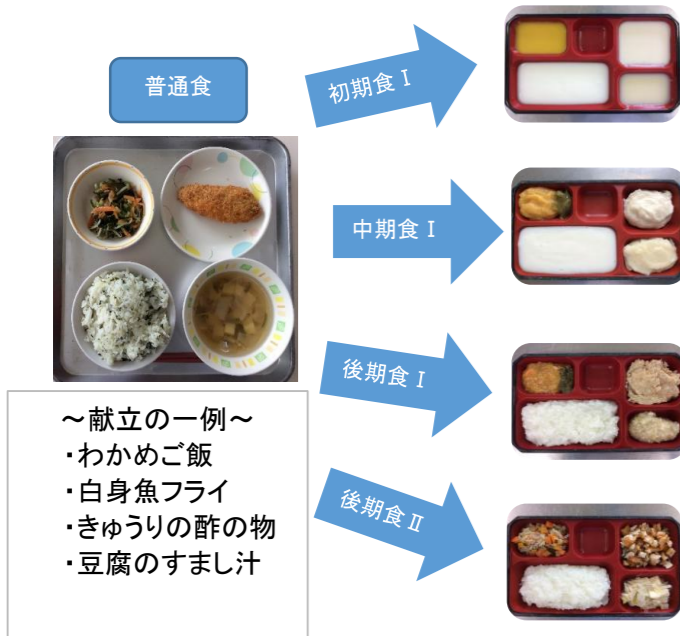 普通食
初期食Ⅰ
中期食Ⅰ
後期食Ⅰ
後期食Ⅱ
～献立の一例～
・わかめご飯
・白身魚フライ
・きゅうりの酢の物
・豆腐のすまし汁